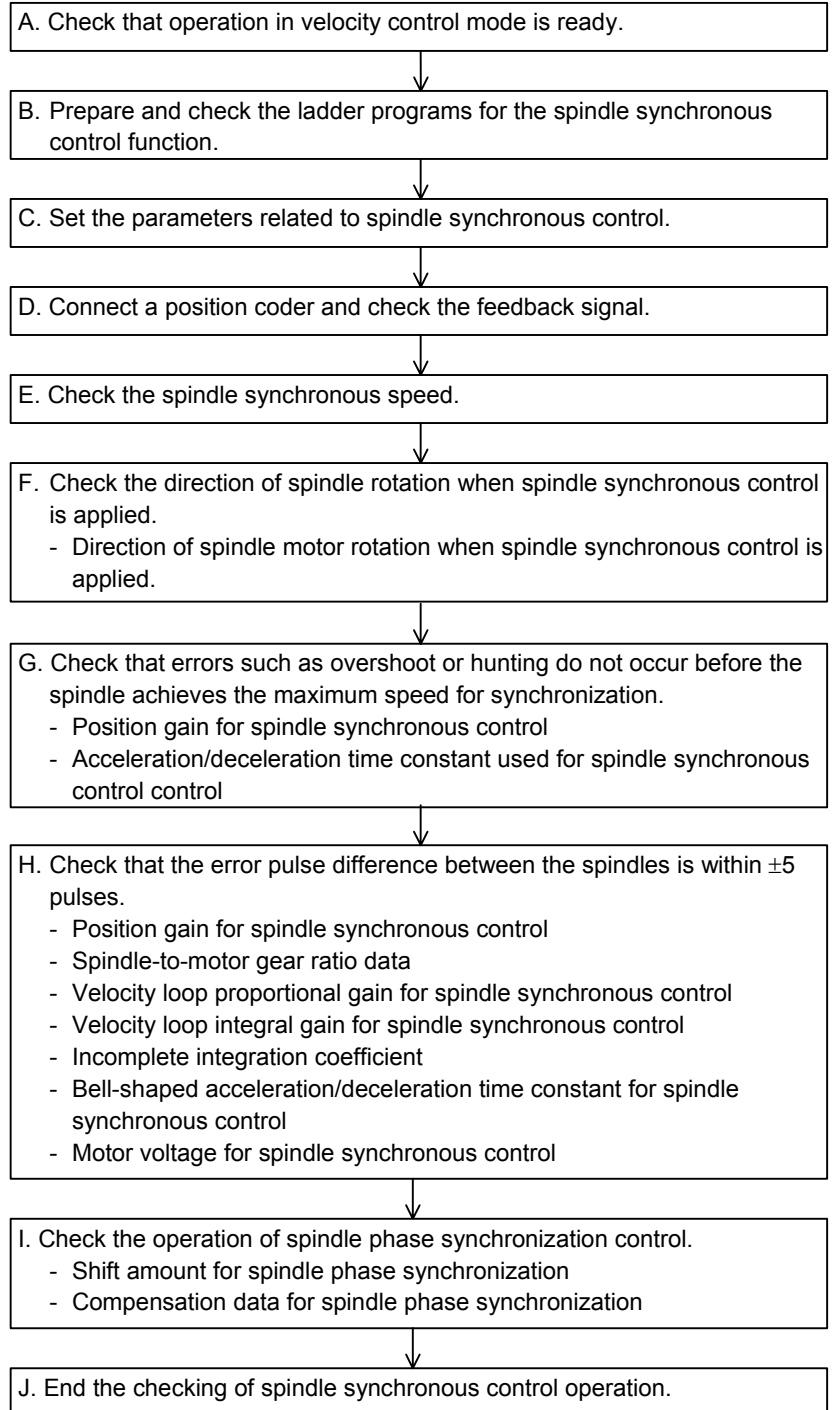 A. Check that operation in velocity control mode is ready.
B. Prepare and check the ladder programs for the spindle synchronous
control function.
C. Set the parameters related to spindle synchronous control.
D. Connect a position coder and check the feedback signal.
E. Check the spindle synchronous speed.
F. Check the direction of spindle rotation when spindle synchronous control
is applied.
- Direction of spindle motor rotation when spindle synchronous control is
applied.
G. Check that errors such as overshoot or hunting do not occur before the
spindle achieves the maximum speed for synchronization.
- Position gain for spindle synchronous control
- Acceleration/deceleration time constant used for spindle synchronous
control control
H. Check that the error pulse difference between the spindles is within ±5
pulses.
- Position gain for spindle synchronous control
- Spindle-to-motor gear ratio data
- Velocity loop proportional gain for spindle synchronous control
- Velocity loop integral gain for spindle synchronous control
- Incomplete integration coefficient
- Bell-shaped acceleration/deceleration time constant for spindle
synchronous control
- Motor voltage for spindle synchronous control
I. Check the operation of spindle phase synchronization control.
- Shift amount for spindle phase synchronization
- Compensation data for spindle phase synchronization
J. End the checking of spindle synchronous control operation.